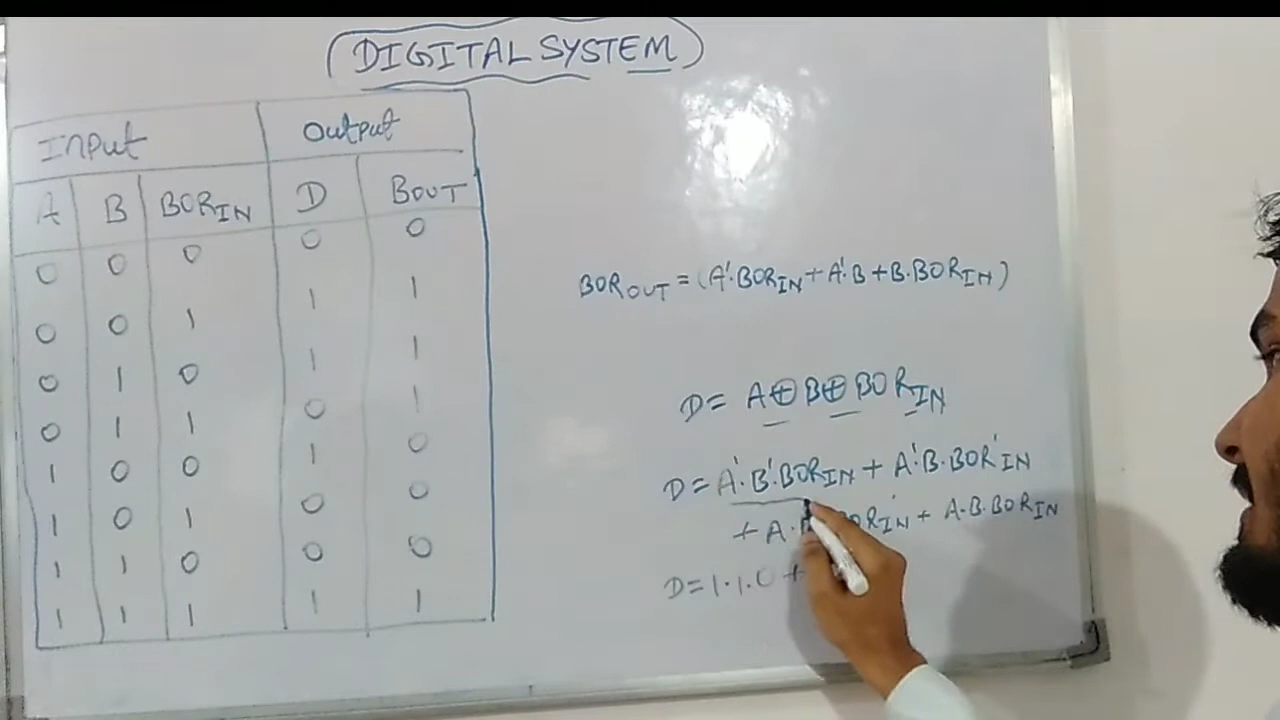 DIGITAL SYSTEM
Input Output
A B BORIN D BOUT
0 0 0 0 0
0 0 1 1 1
0 1 0 1 1
0 1 1 0 1
1 0 0 1 0
1 0 1 0 0
1 1 0 0 0
1 1 1 1 1
BOROUT = (A'·BORIN + A'·B + B·BORIN)
D = A⊕B⊕BORIN
D = A'·B'·BORIN + A'·B·BOR'IN
+ A· ORIN' + A·B·BORIN
D = 1·1·0 +